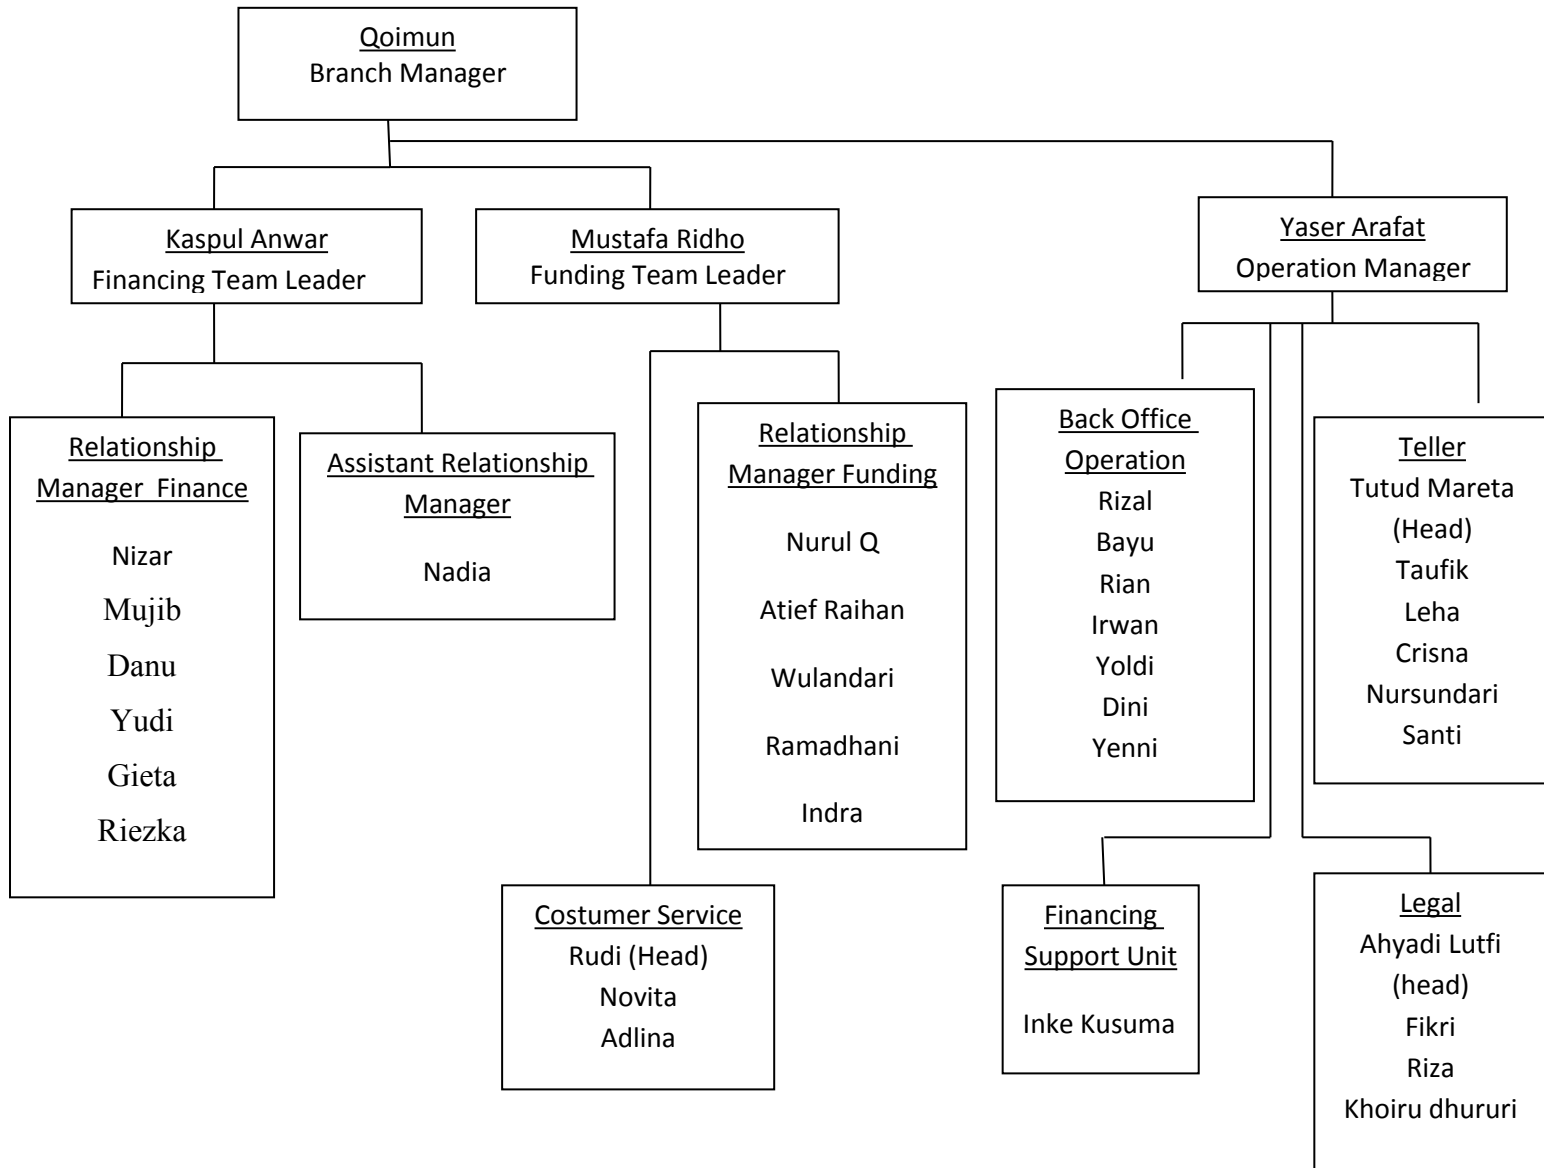 Qoimun
Branch Manager
Kaspul Anwar
Financing Team Leader
Mustafa Ridho
Funding Team Leader
Yaser Arafat
Operation Manager
Relationship
Manager Finance
Nizar
Mujib
Danu
Yudi
Gieta
Riezka
Assistant Relationship
Manager
Nadia
Relationship
Manager Funding
Nurul Q
Atief Raihan
Wulandari
Ramadhani
Indra
Back Office
Operation
Rizal
Bayu
Rian
Irwan
Yoldi
Dini
Yenni
Teller
Tutud Mareta
(Head)
Taufik
Leha
Crisna
Nursundari
Santi
Costumer Service
Rudi (Head)
Novita
Adlina
Financing
Support Unit
Inke Kusuma
Legal
Ahyadi Lutfi
(head)
Fikri
Riza
Khoiru dhururi